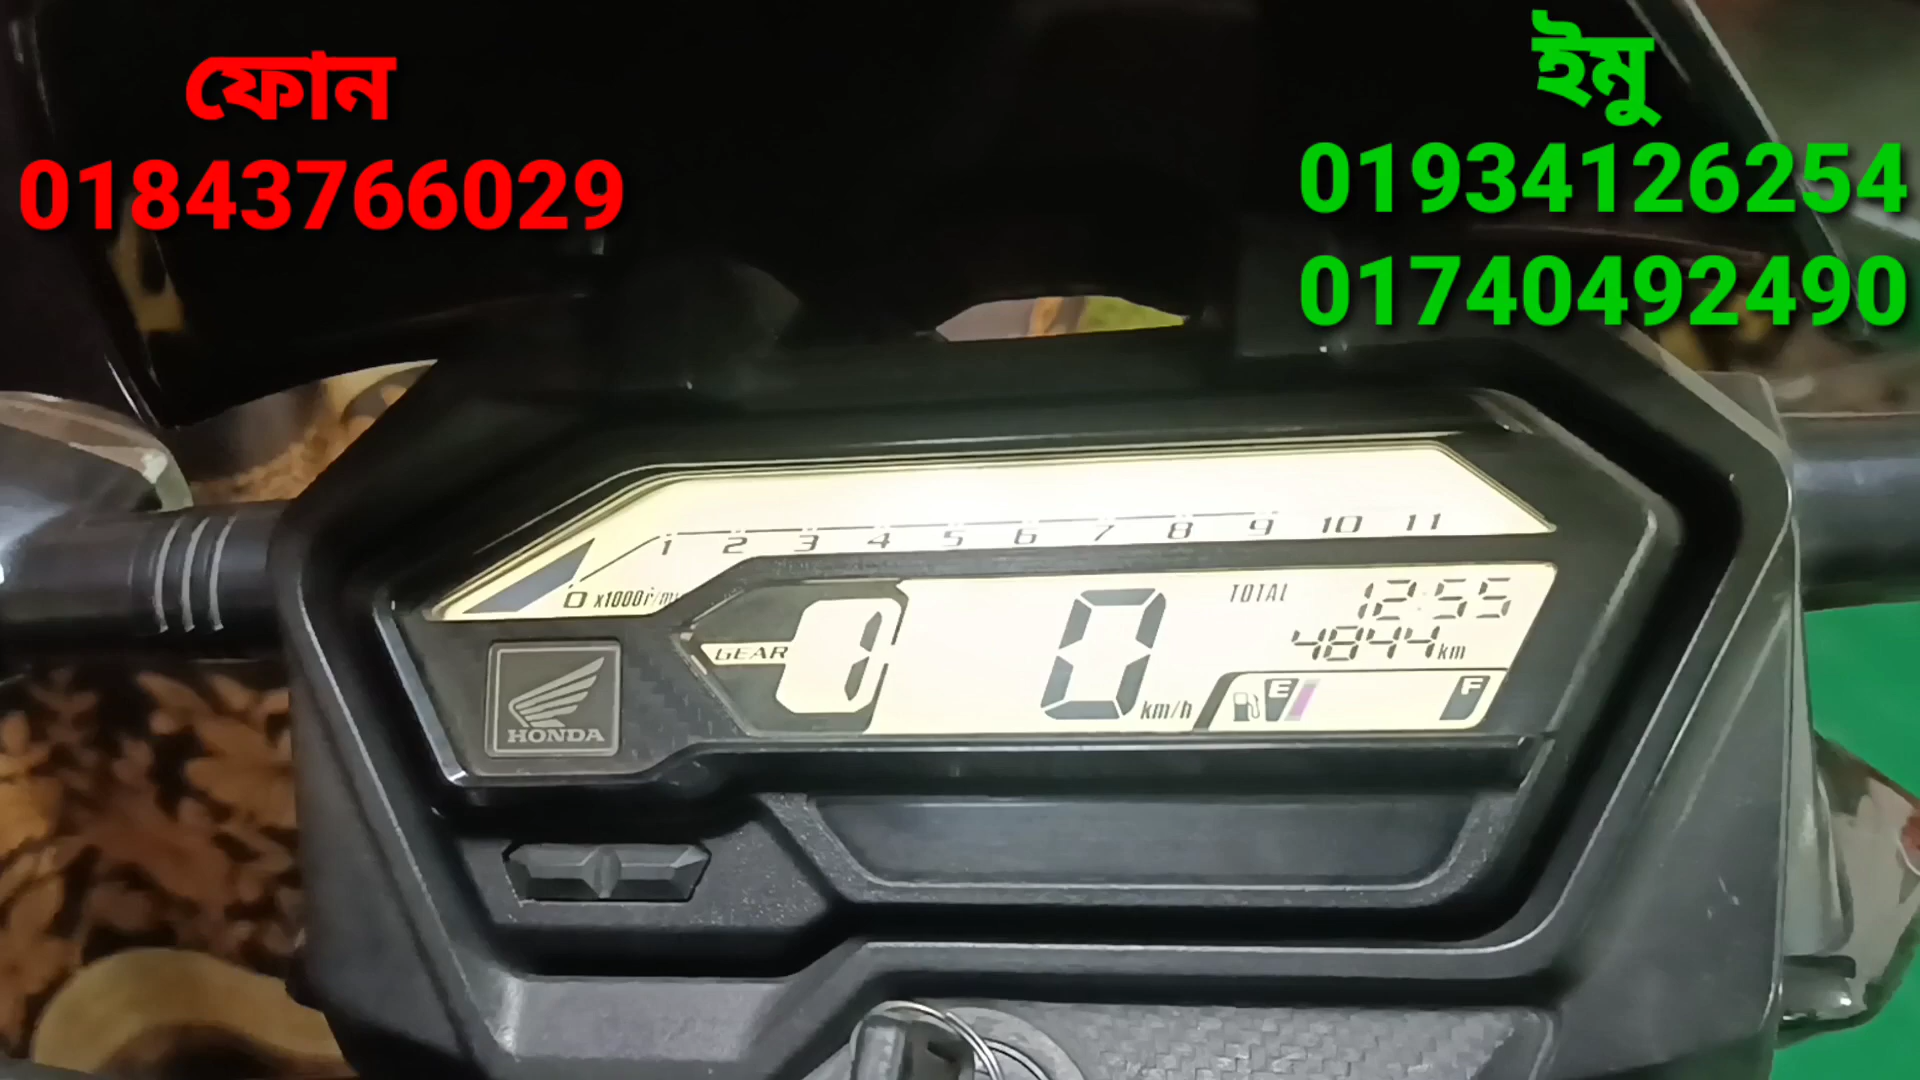 ফোন
01843766029
ইমু
01934126254
01740492490
1 2 3 4 5 6 7 8 9 10 11
0 x1000r/min
GEAR 1
0 km/h
TOTAL 12:55
4844 km
E F
HONDA